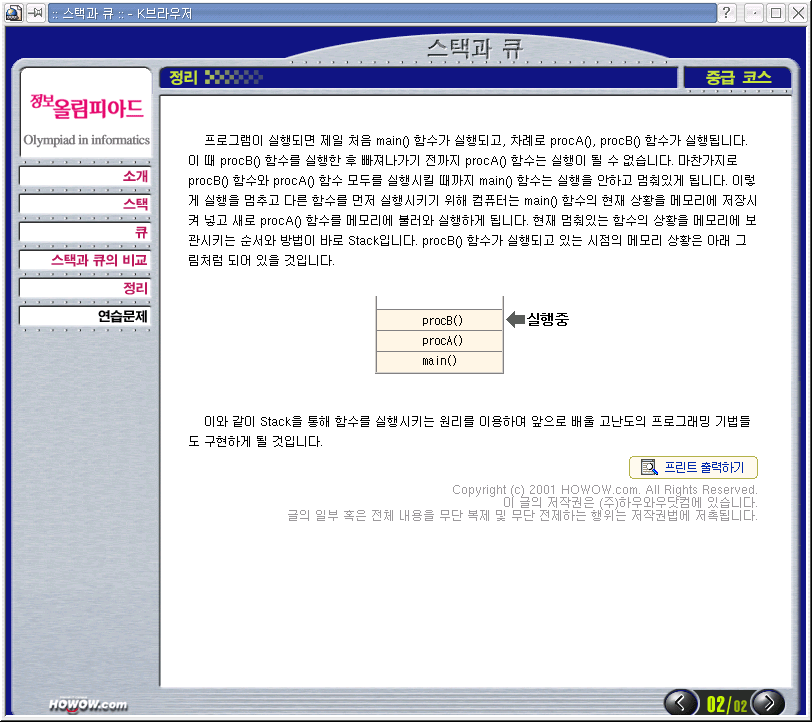 :: 스택과 큐 :: - K브라우저
스택과 큐
정보올림피아드
Olympiad in informatics
소개
스택
큐
스택과 큐의 비교
정리
연습문제
정리
중급 코스
프로그램이 실행되면 제일 처음 main() 함수가 실행되고, 차례로 procA(), procB() 함수가 실행됩니다.
이 때 procB() 함수를 실행한 후 빠져나가기 전까지 procA() 함수는 실행이 될 수 없습니다. 마찬가지로
procB() 함수와 procA() 함수 모두를 실행시킬 때까지 main() 함수는 실행을 안하고 멈춰있게 됩니다. 이렇
게 실행을 멈추고 다른 함수를 먼저 실행시키기 위해 컴퓨터는 main() 함수의 현재 상황을 메모리에 저장시
켜 넣고 새로 procA() 함수를 메모리에 불러와 실행하게 됩니다. 현재 멈춰있는 함수의 상황을 메모리에 보
관시키는 순서와 방법이 바로 Stack입니다. procB() 함수가 실행되고 있는 시점의 메모리 상황은 아래 그
림처럼 되어 있을 것입니다.
procB()
실행중
procA()
main()
이와 같이 Stack을 통해 함수를 실행시키는 원리를 이용하여 앞으로 배울 고난도의 프로그래밍 기법들
도 구현하게 될 것입니다.
프린트 출력하기
Copyright (c) 2001 HOWOW.com. All Rights Reserved.
이 글의 저작권은 (주)하우와우닷컴에 있습니다.
글의 일부 혹은 전체 내용을 무단 복제 및 무단 전제하는 행위는 저작권법에 저촉됩니다.
HOWOW.com
02/02